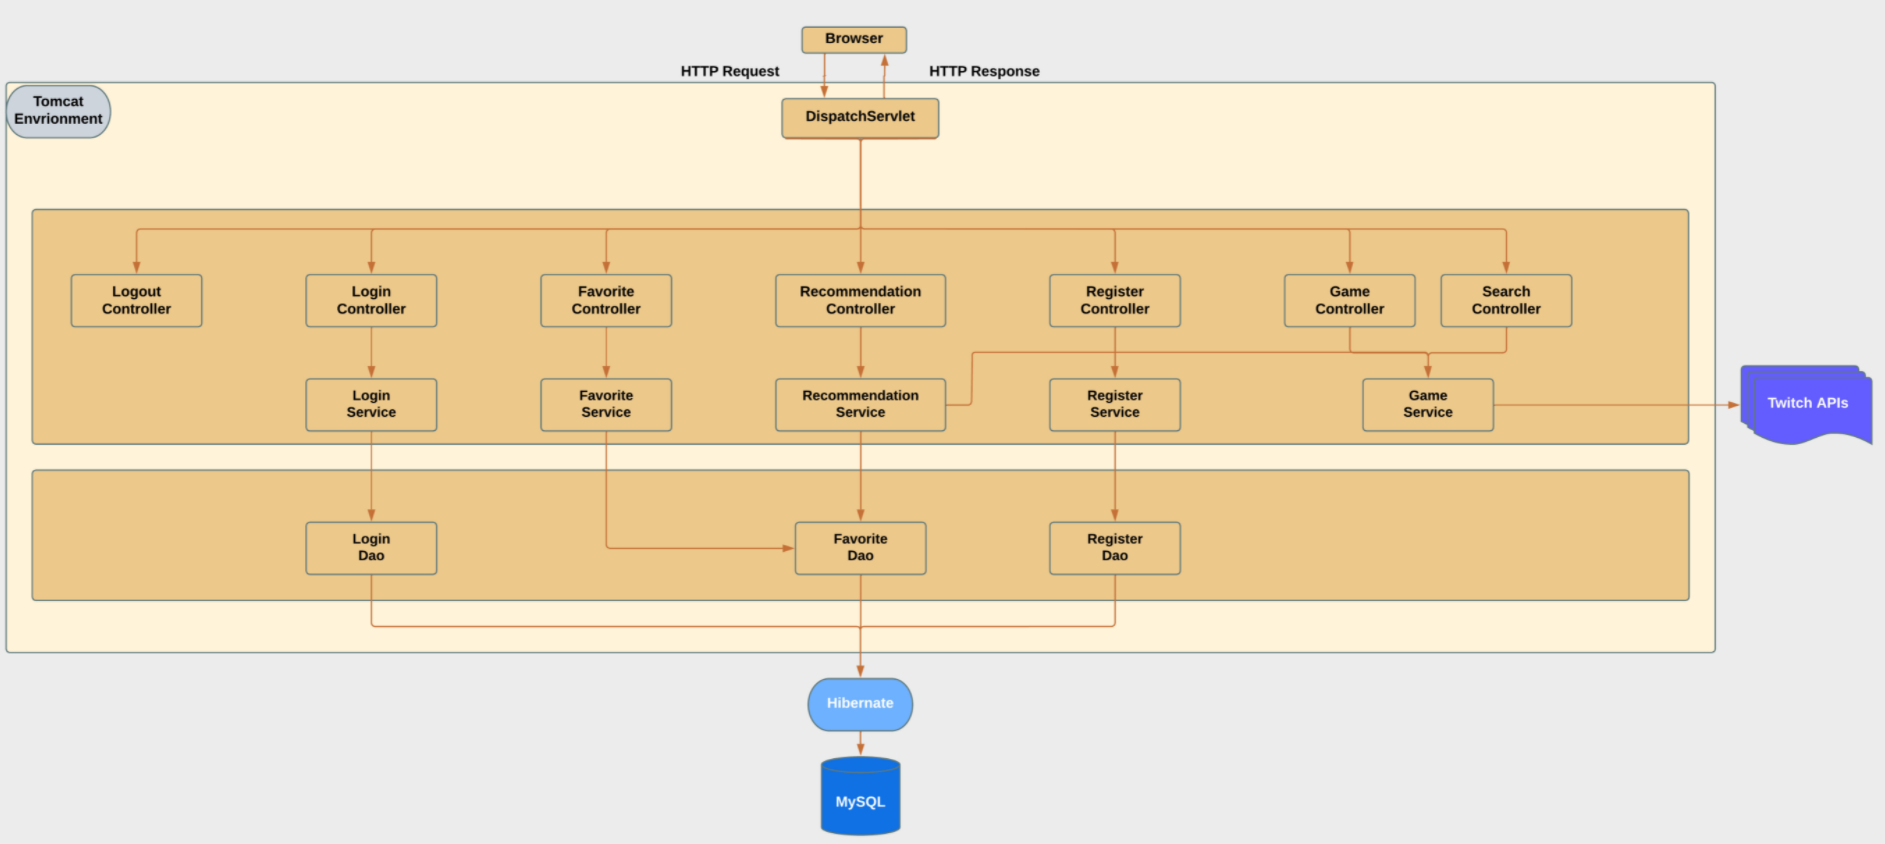 Browser
HTTP Request
HTTP Response
Tomcat
Envrionment
DispatchServlet
Logout
Controller
Login
Controller
Favorite
Controller
Recommendation
Controller
Register
Controller
Game
Controller
Search
Controller
Login
Service
Favorite
Service
Recommendation
Service
Register
Service
Game
Service
Twitch APIs
Login
Dao
Favorite
Dao
Register
Dao
Hibernate
MySQL